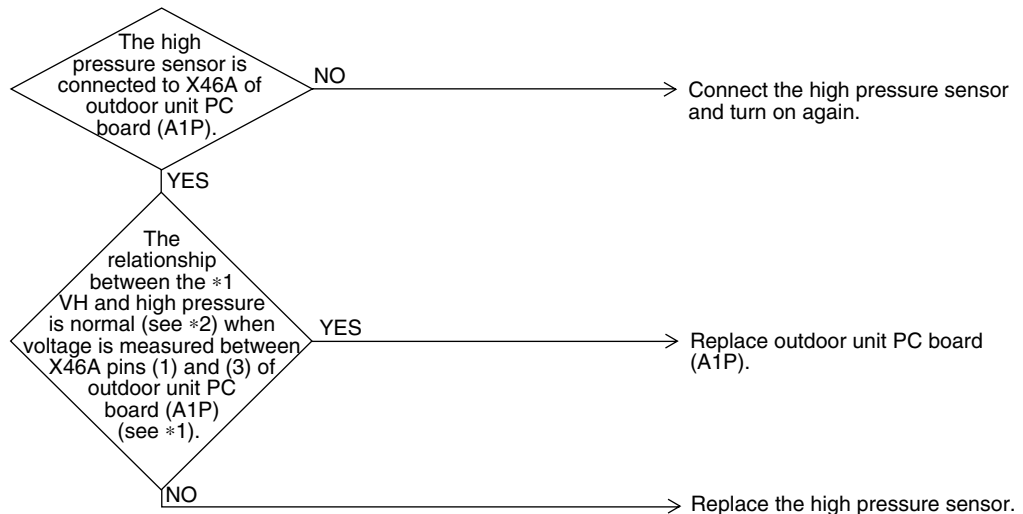 The high
pressure sensor is
connected to X46A of
outdoor unit PC
board (A1P).
NO
Connect the high pressure sensor
and turn on again.
YES
The
relationship
between the *1
VH and high pressure
is normal (see *2) when
voltage is measured between
X46A pins (1) and (3) of
outdoor unit PC
board (A1P)
(see *1).
YES
Replace outdoor unit PC board
(A1P).
NO
Replace the high pressure sensor.